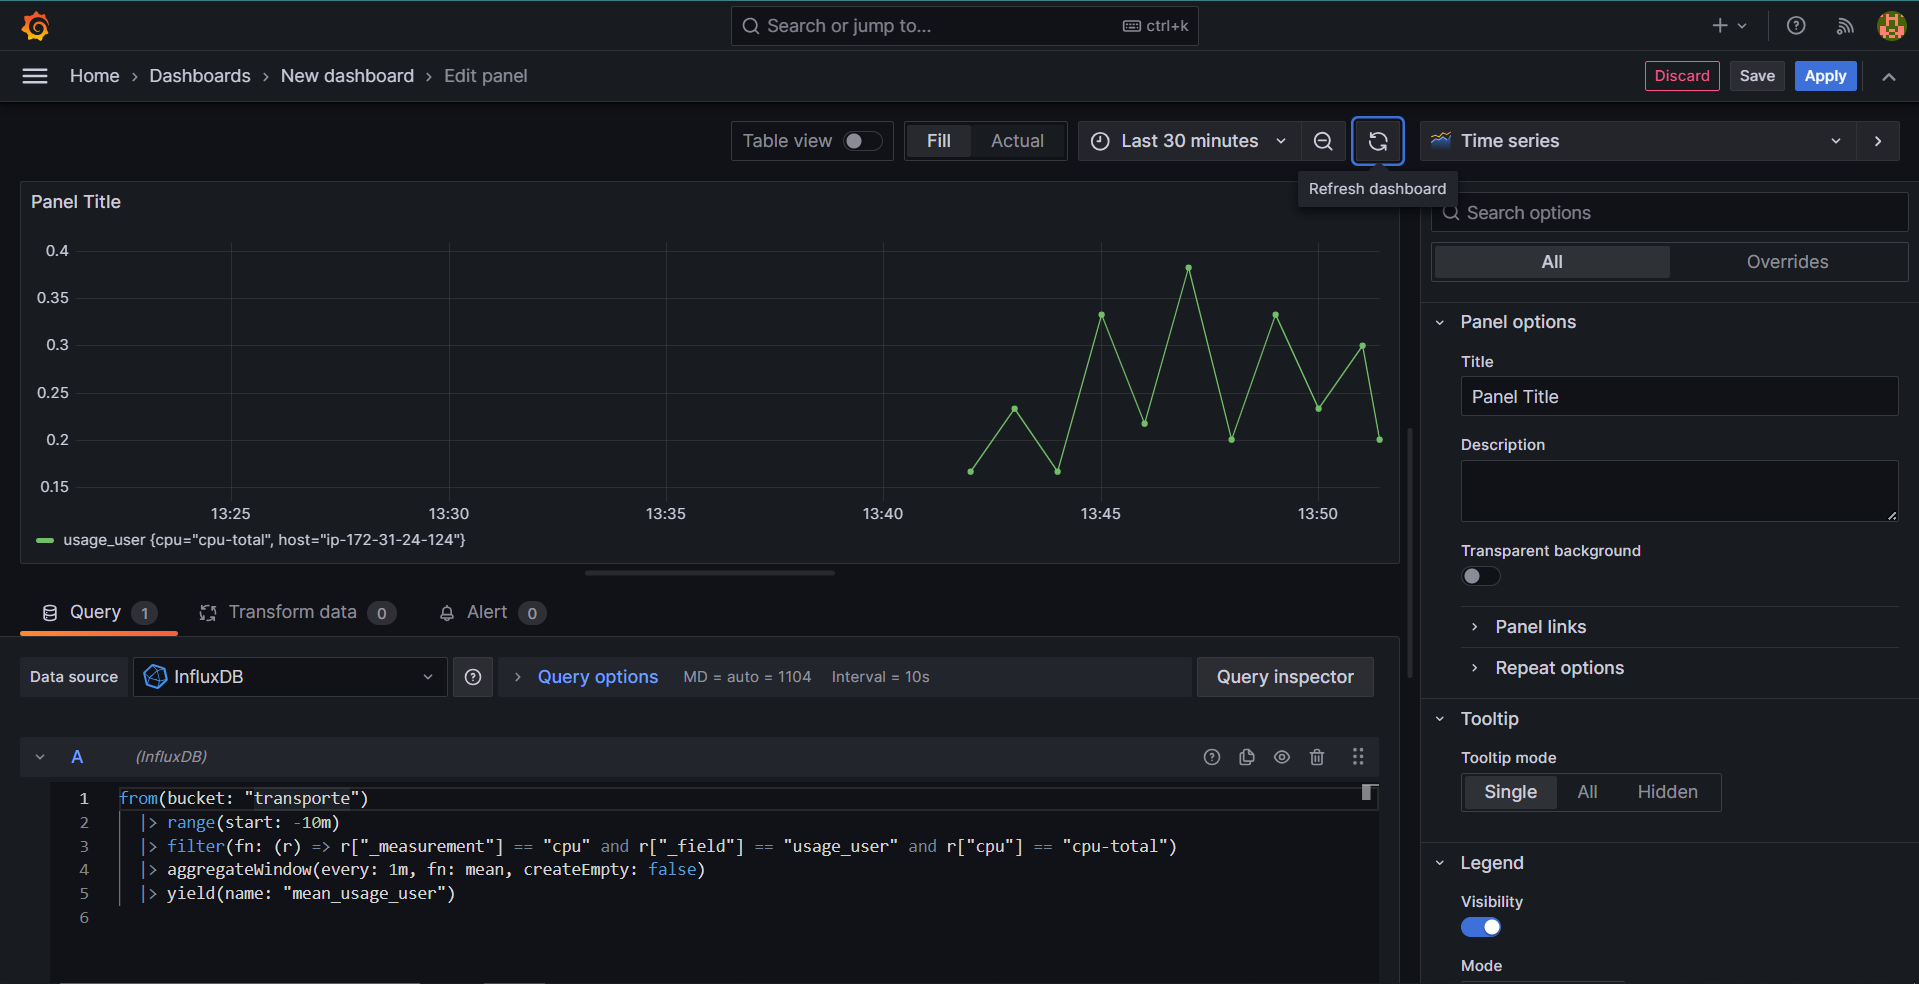 Search or jump to... ctrl+k
Home › Dashboards › New dashboard › Edit panel
Discard Save Apply
Table view Fill Actual Last 30 minutes Time series
Refresh dashboard
Panel Title
0.4
0.35
0.3
0.25
0.2
0.15
13:25 13:30 13:35 13:40 13:45 13:50
usage_user {cpu="cpu-total", host="ip-172-31-24-124"}
Query 1 Transform data 0 Alert 0
Data source InfluxDB Query options MD = auto = 1104 Interval = 10s Query inspector
A (InfluxDB)
1 from(bucket: "transporte")
2 |> range(start: -10m)
3 |> filter(fn: (r) => r["_measurement"] == "cpu" and r["_field"] == "usage_user" and r["cpu"] == "cpu-total")
4 |> aggregateWindow(every: 1m, fn: mean, createEmpty: false)
5 |> yield(name: "mean_usage_user")
6
Search options
All Overrides
Panel options
Title
Panel Title
Description
Transparent background
Panel links
Repeat options
Tooltip
Tooltip mode
Single All Hidden
Legend
Visibility
Mode